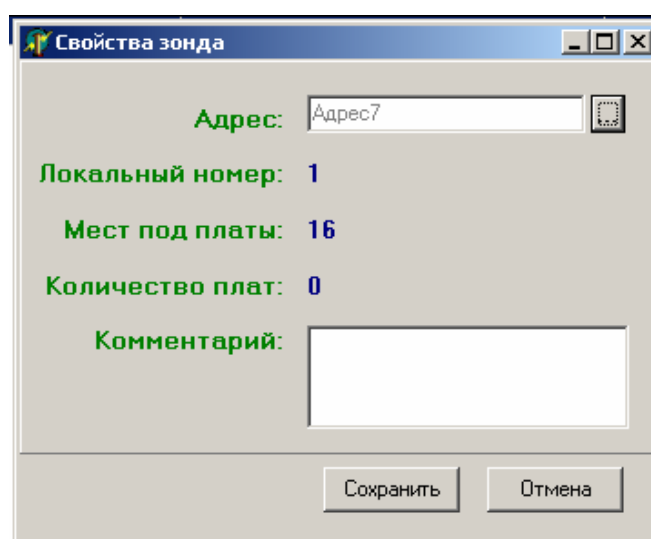 Свойства зонда
Адрес: Адрес7
Локальный номер: 1
Мест под платы: 16
Количество плат: 0
Комментарий:
Сохранить Отмена